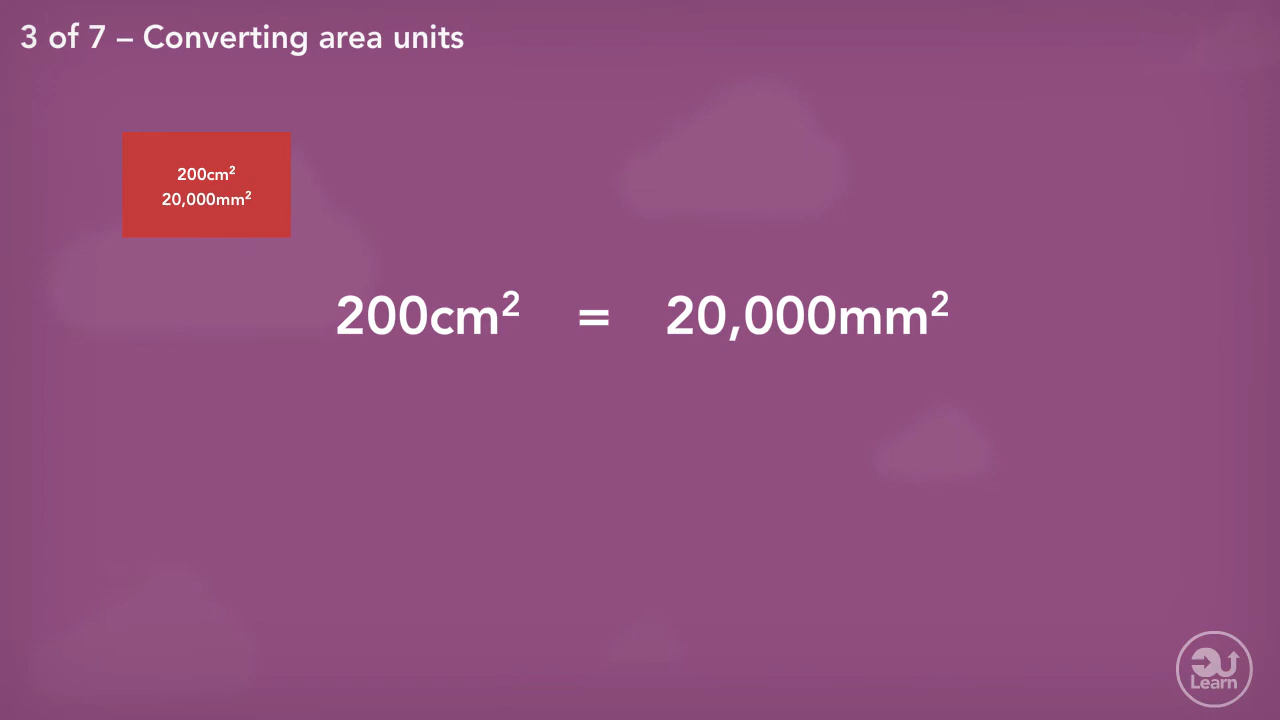 3 of 7 – Converting area units
200cm²
20,000mm²
200cm² = 20,000mm²
Learn